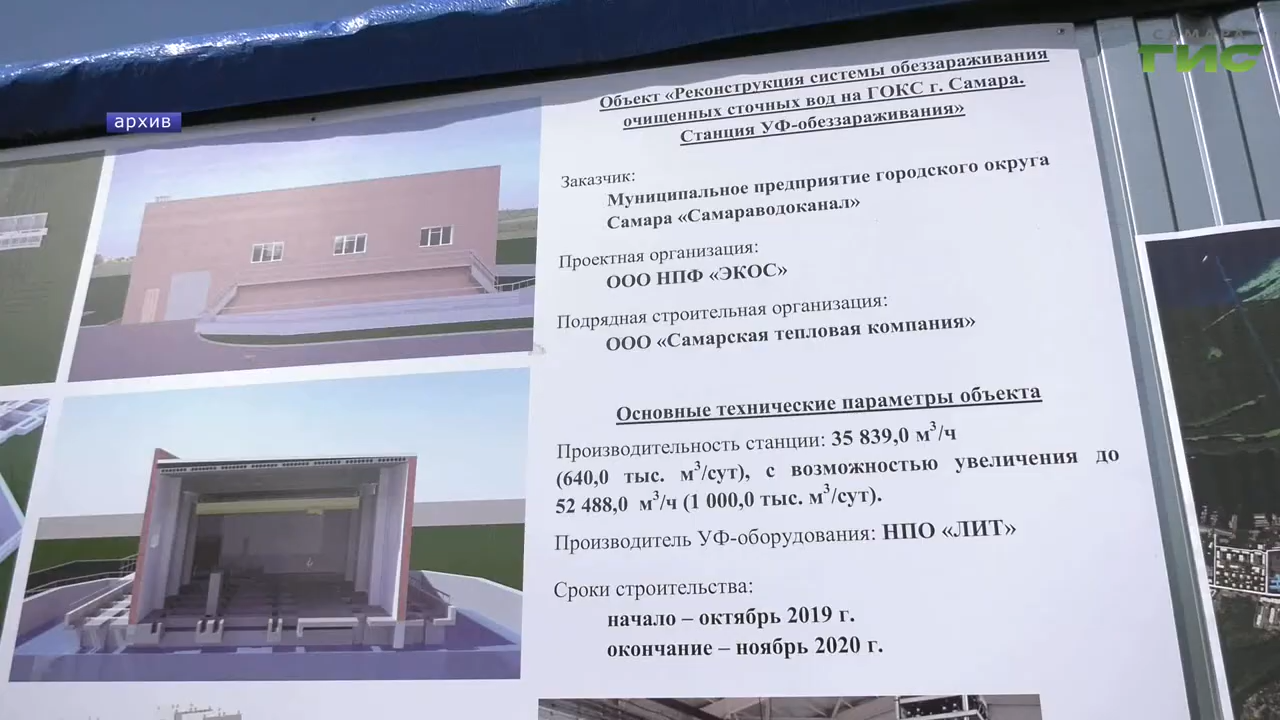 САМАРА
ГИС
архив
Объект «Реконструкция системы обеззараживания
очищенных сточных вод на ГОКС г. Самара.
Станция УФ-обеззараживания»
Заказчик:
Муниципальное предприятие городского округа
Самара «Самараводоканал»
Проектная организация:
ООО НПФ «ЭКОС»
Подрядная строительная организация:
ООО «Самарская тепловая компания»
Основные технические параметры объекта
Производительность станции: 35 839,0 м³/ч
(640,0 тыс. м³/сут), с возможностью увеличения до
52 488,0 м³/ч (1 000,0 тыс. м³/сут).
Производитель УФ-оборудования: НПО «ЛИТ»
Сроки строительства:
начало – октябрь 2019 г.
окончание – ноябрь 2020 г.